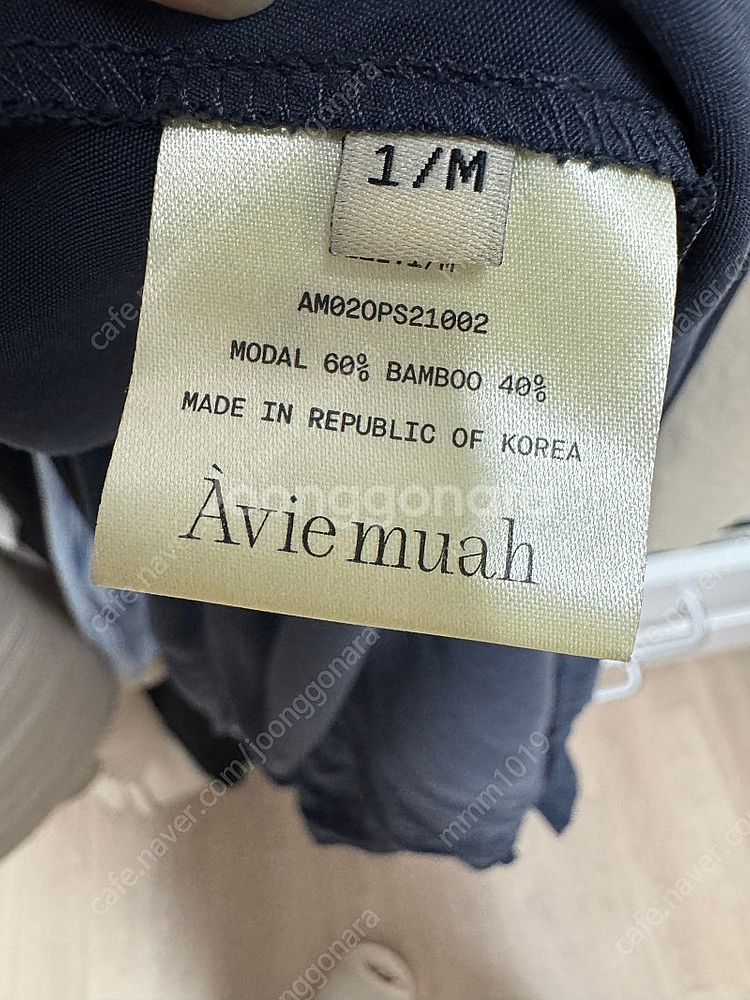 1/M
AM02OPS21002
MODAL 60% BAMBOO 40%
MADE IN REPUBLIC OF KOREA
Àvie muah
joonggonara
cafe.naver.com/joonggonara
mmm1019